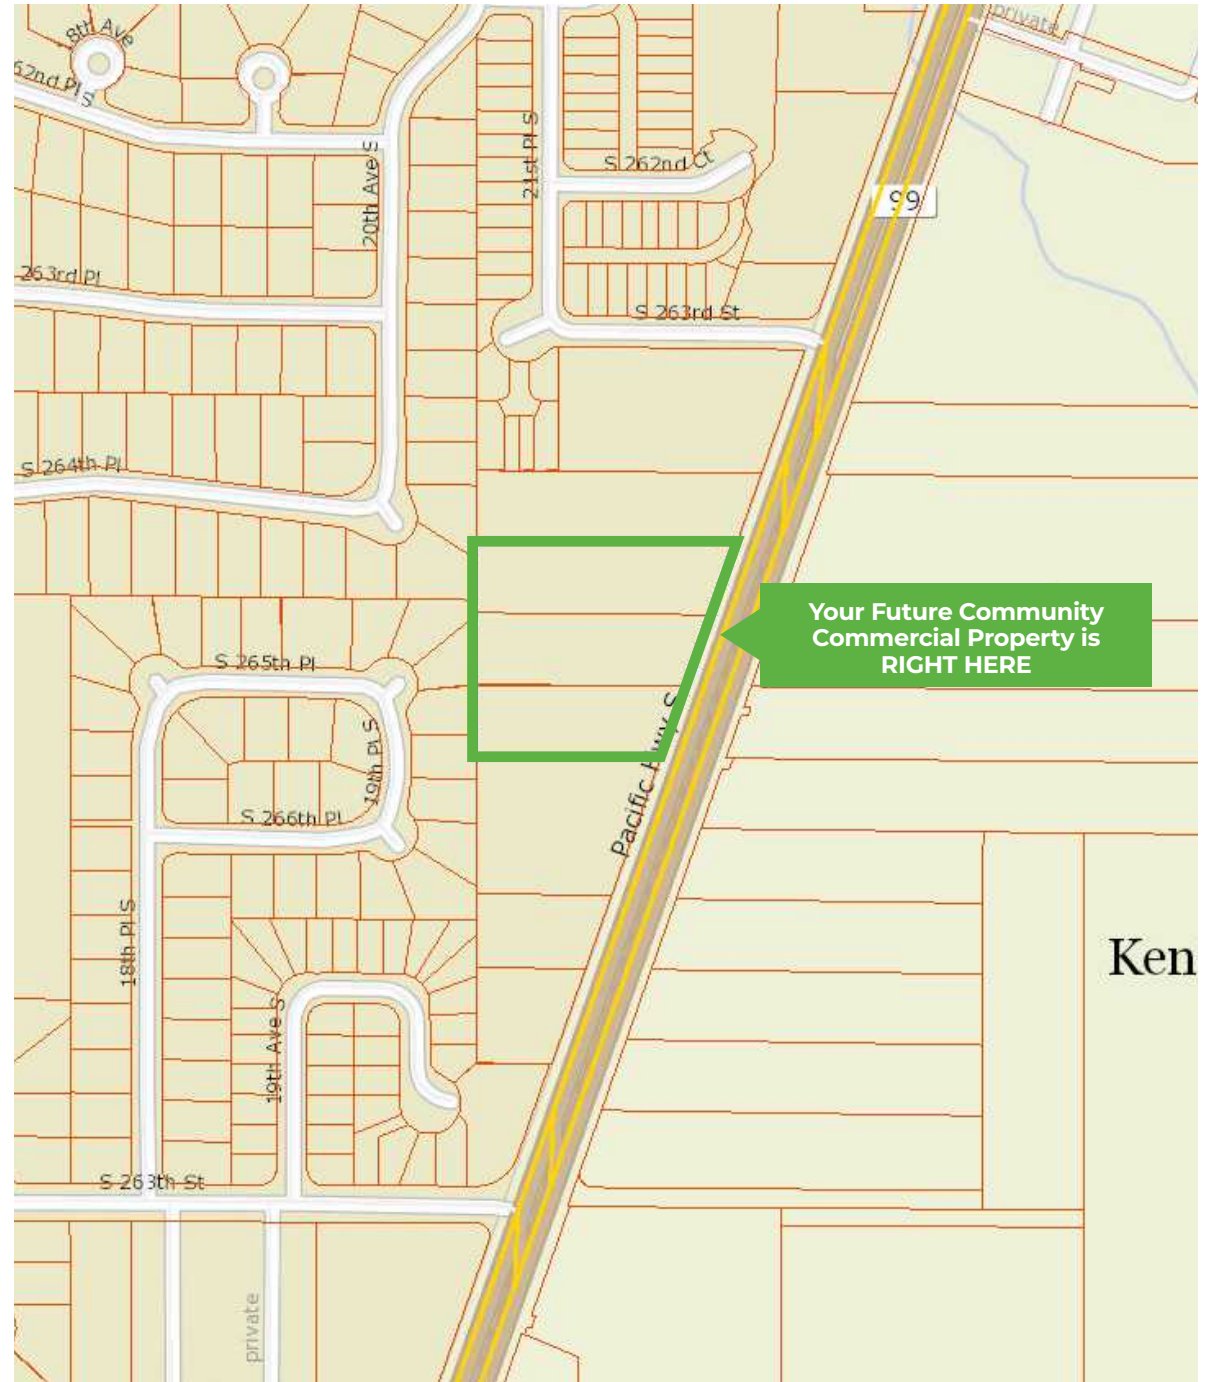 private
8th Ave
62nd Pl S
20th Ave S
21st Pl S
S 262nd Ct
99
263rd Pl
S 263rd St
S 264th Pl
Your Future Community
Commercial Property is
RIGHT HERE
S 265th Pl
19th Pl S
Pacific Hwy S
S 266th Pl
18th Pl S
Ken
19th Ave S
S 263th St
private